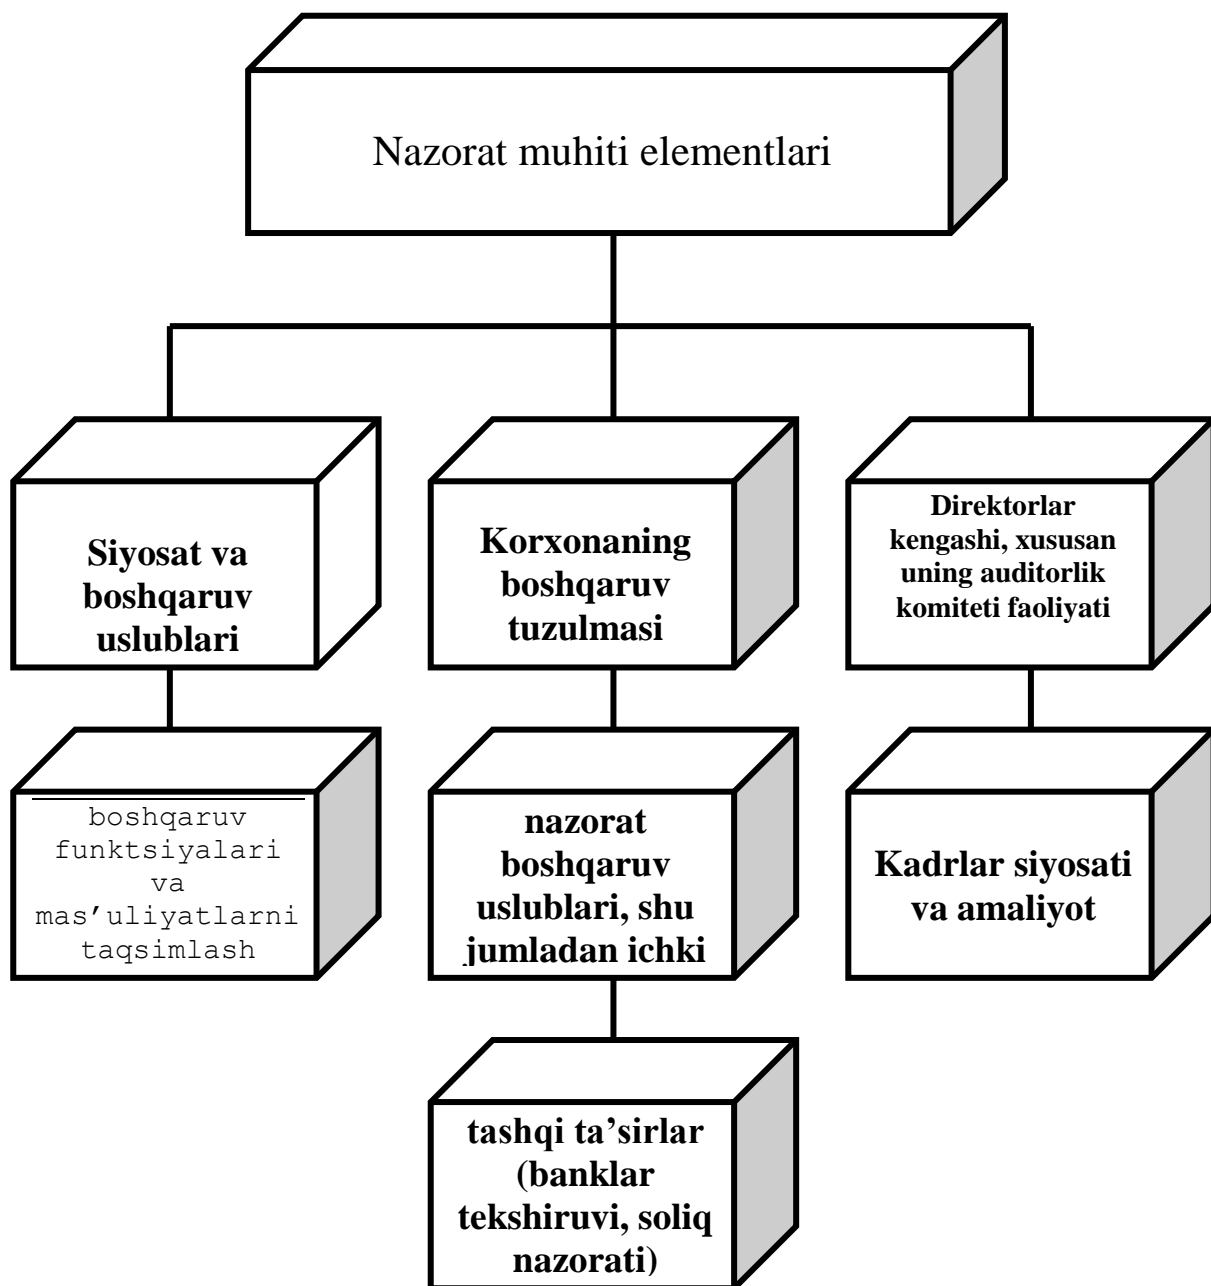 Nazorat muhiti elementlari
Siyosat va
boshqaruv
uslublari
Korxonaning
boshqaruv
tuzulmasi
Direktorlar
kengashi, xususan
uning auditorlik
komiteti faoliyati
boshqaruv
funktsiyalari
va
mas’uliyatlarni
taqsimlash
nazorat
boshqaruv
uslublari, shu
jumladan ichki
Kadrlar siyosati
va amaliyot
tashqi ta’sirlar
(banklar
tekshiruvi, soliq
nazorati)